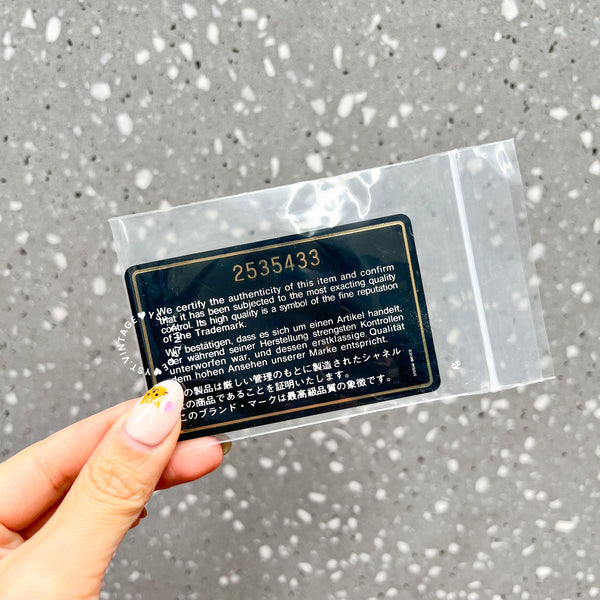 2535433
We certify the authenticity of this item and confirm
that it has been subjected to the most exacting quality
control. Its high quality is a symbol of the fine reputation
of the Trademark.
Wir bestätigen, dass es sich um einen Artikel handelt,
der während seiner Herstellung strengsten Kontrollen
unterworfen war, und dessen erstklassige Qualität
dem hohen Ansehen unserer Marke entspricht.
の製品は厳しい管理のもとに製造されたシャネル・
の商品であることを証明いたします。
このブランド・マークは最高級品質の象徴です。